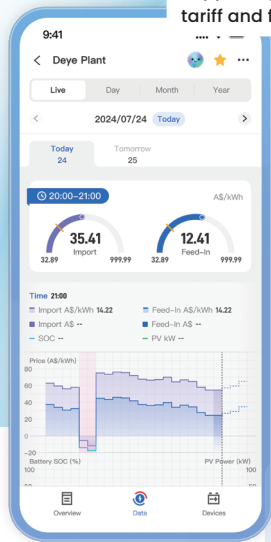 tariff and f
9:41
Deye Plant
Live Day Month Year
2024/07/24 Today
Today Tomorrow
24 25
20:00-21:00 A$/kWh
35.41 12.41
Import Feed-In
32.89 999.99 32.89 999.99
Time 21:00
Import A$/kWh 14.22 Feed-In A$/kWh 14.22
Import A$ -- Feed-In A$ --
SOC -- PV kW --
Price (A$/kWh)
80
60
40
20
0
-20
Battery SOC (%) PV Power (kW)
100 100
80 50
Overview Data Devices